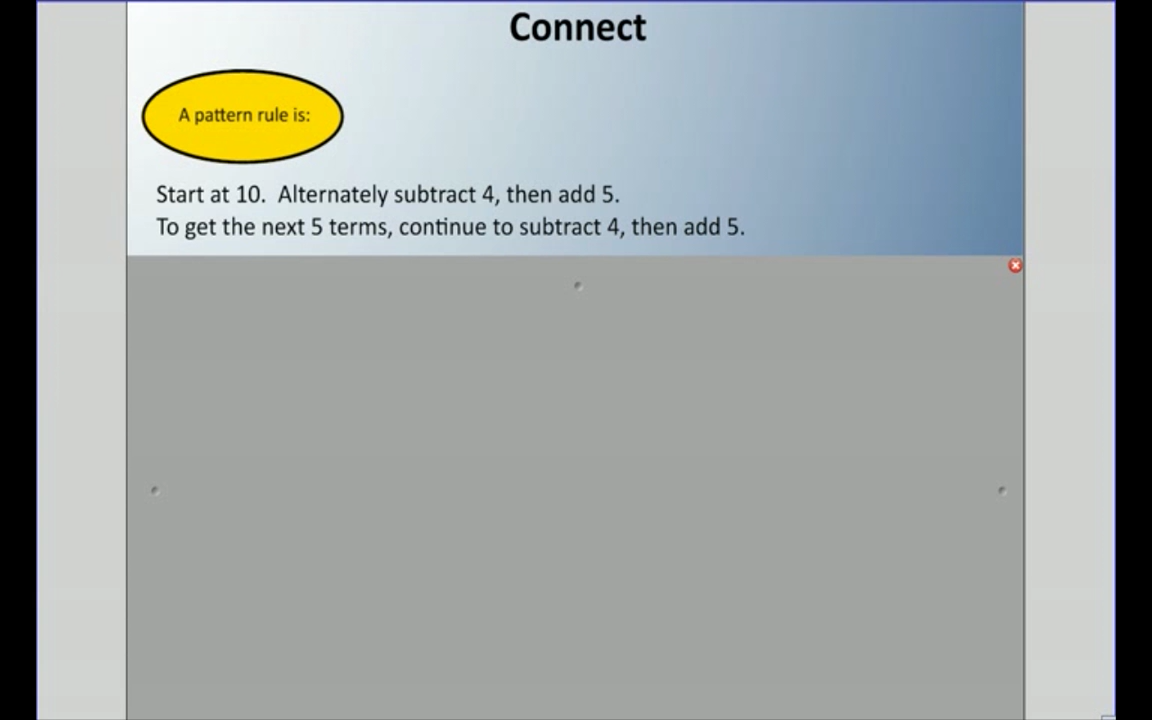 Connect
A pattern rule is:
Start at 10.  Alternately subtract 4, then add 5.
To get the next 5 terms, continue to subtract 4, then add 5.